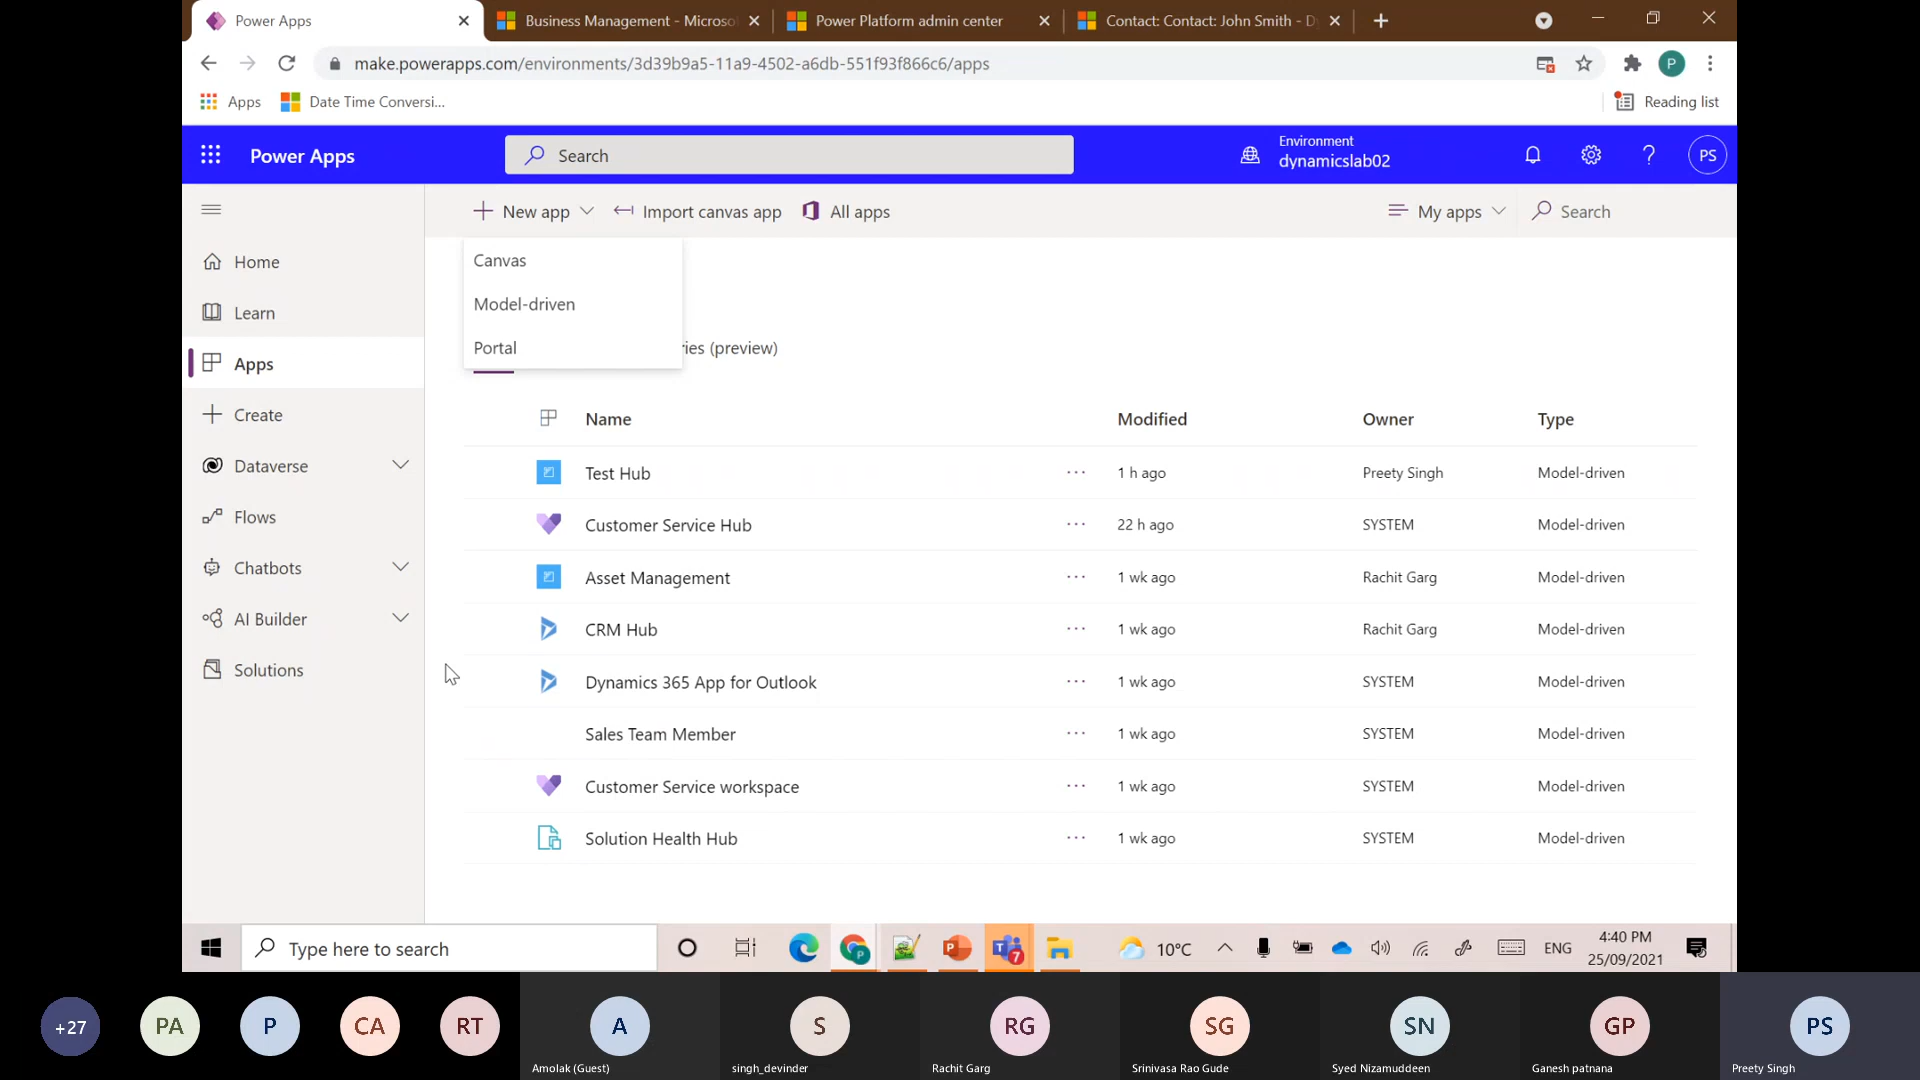 Power Apps
Business Management - Microso
Power Platform admin center
Contact: Contact: John Smith - D
make.powerapps.com/environments/3d39b9a5-11a9-4502-a6db-551f93f866c6/apps
P
Apps
Date Time Conversi...
Reading list
Power Apps
Search
Environment
dynamicslab02
PS
New app
Import canvas app
All apps
My apps
Search
Home
Learn
Apps
Create
Dataverse
Flows
Chatbots
AI Builder
Solutions
Canvas
Model-driven
Portal
ries (preview)
Name Modified Owner Type
Test Hub ... 1 h ago Preety Singh Model-driven
Customer Service Hub ... 22 h ago SYSTEM Model-driven
Asset Management ... 1 wk ago Rachit Garg Model-driven
CRM Hub ... 1 wk ago Rachit Garg Model-driven
Dynamics 365 App for Outlook ... 1 wk ago SYSTEM Model-driven
Sales Team Member ... 1 wk ago SYSTEM Model-driven
Customer Service workspace ... 1 wk ago SYSTEM Model-driven
Solution Health Hub ... 1 wk ago SYSTEM Model-driven
Type here to search
P
7
10°C
ENG
4:40 PM
25/09/2021
+27
PA
P
CA
RT
A
S
RG
SG
SN
GP
PS
Amolak (Guest)
singh_devinder
Rachit Garg
Srinivasa Rao Gude
Syed Nizamuddeen
Ganesh patnana
Preety Singh